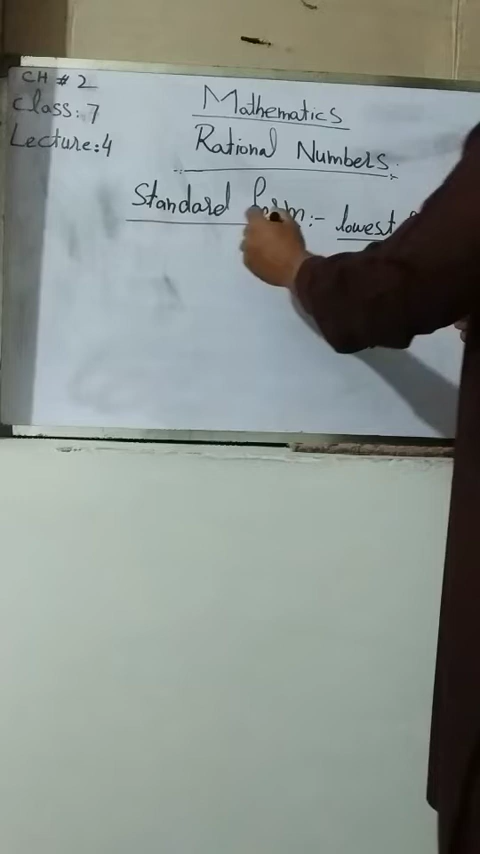 CH # 2
Class: 7
Lecture: 4
Mathematics
Rational Numbers.
Standard form:- lowest